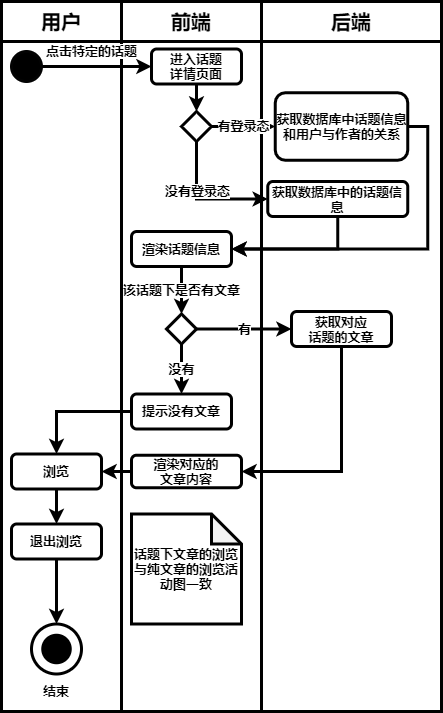 用户
前端
后端
点击特定的话题
进入话题
详情页面
有登录态
获取数据库中话题信息
和用户与作者的关系
没有登录态
获取数据库中的话题信
息
渲染话题信息
该话题下是否有文章
有
获取对应
话题的文章
没有
提示没有文章
浏览
渲染对应的
文章内容
退出浏览
话题下文章的浏览
与纯文章的浏览活
动图一致
结束